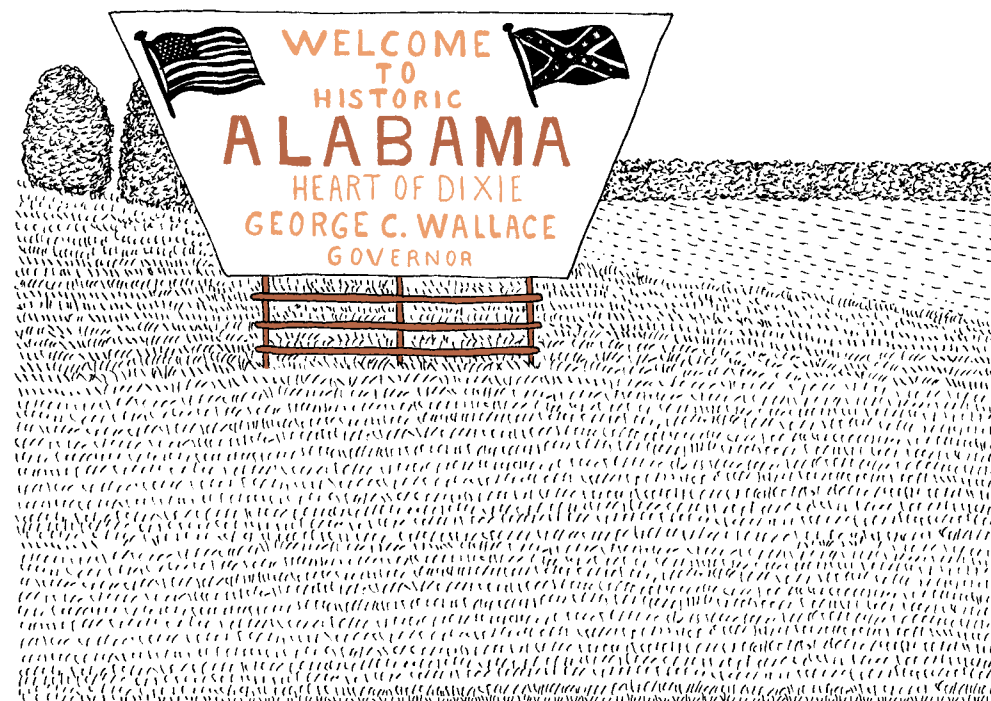 WELCOME
TO
HISTORIC
ALABAMA
HEART OF DIXIE
GEORGE C. WALLACE
GOVERNOR